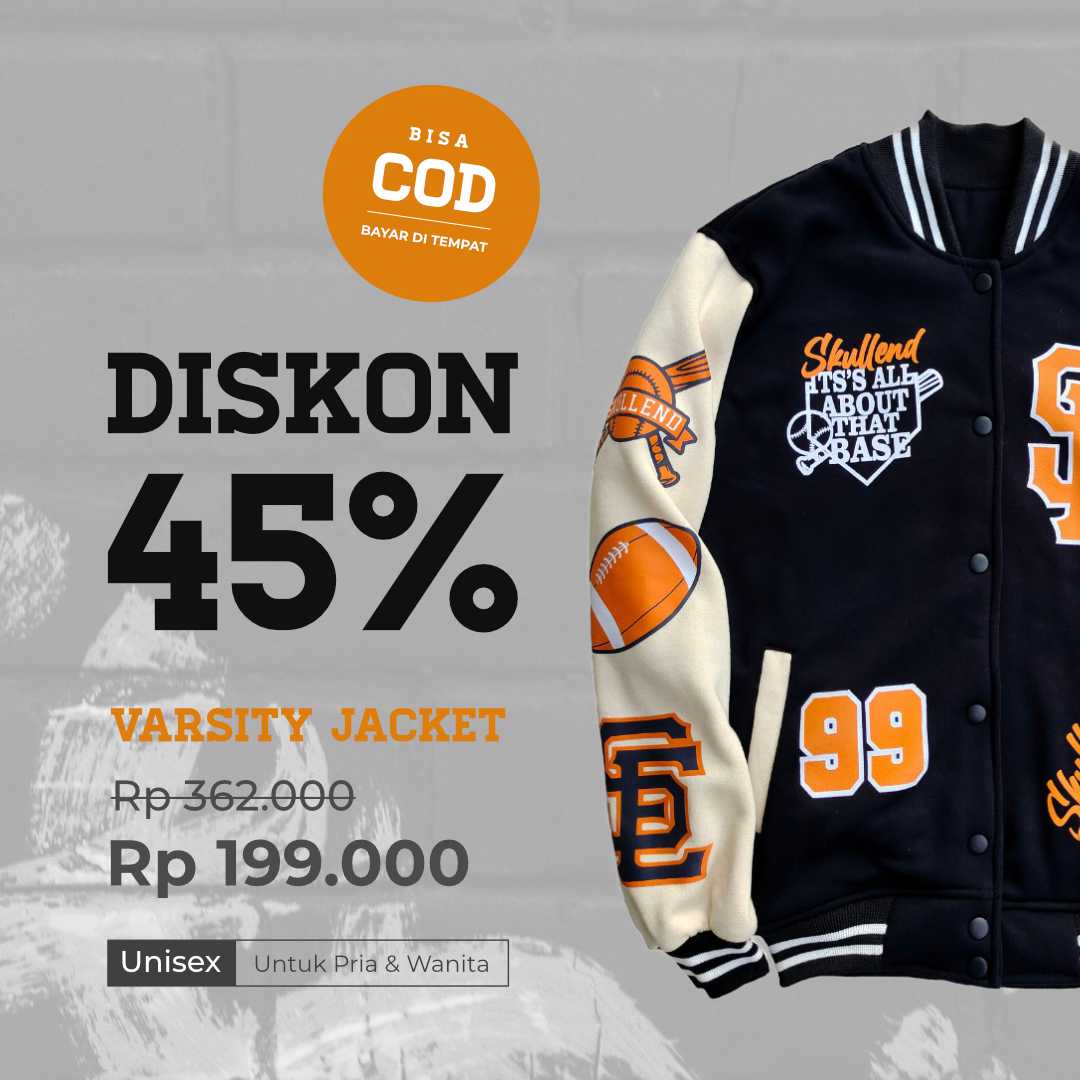 BISA
COD
BAYAR DI TEMPAT
DISKON
45%
VARSITY JACKET
Rp 362.000
Rp 199.000
Unisex
Untuk Pria & Wanita
Skullend
ITS'S ALL
ABOUT
THAT
BASE
99